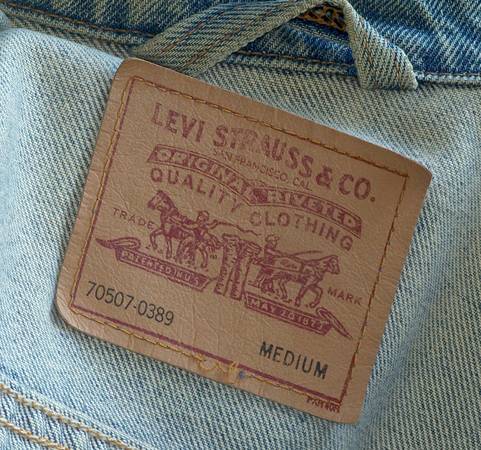 LEVI STRAUSS & CO.
SAN FRANCISCO, CAL
ORIGINAL RIVETED
QUALITY CLOTHING
TRADE MARK
PATENTED IN U.S. MAY 20 1873
70507-0389
MEDIUM